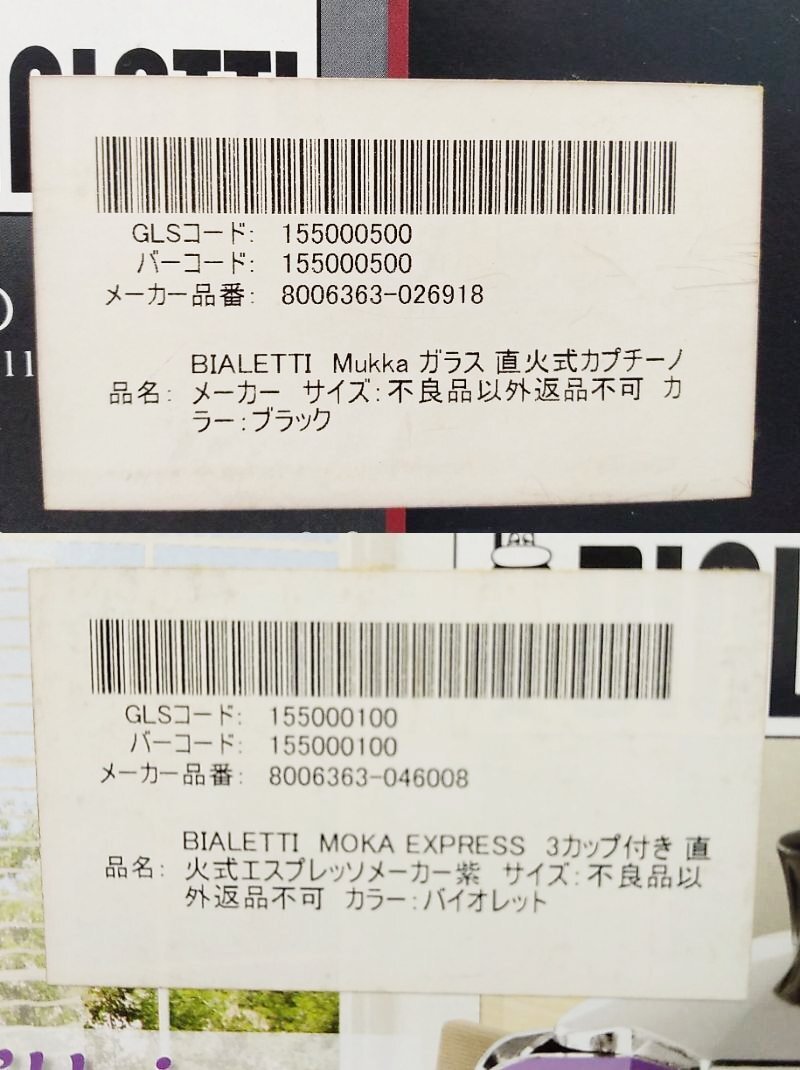 GLSコード: 155000500
バーコード: 155000500
メーカー品番: 8006363-026918
BIALETTI Mukka ガラス 直火式カプチーノ
品名: メーカー サイズ:不良品以外返品不可 カ
ラー:ブラック
11
GLSコード: 155000100
バーコード: 155000100
メーカー品番: 8006363-046008
BIALETTI MOKA EXPRESS 3カップ付き 直
品名: 火式エスプレッソメーカー紫 サイズ:不良品以
外返品不可 カラー:バイオレット